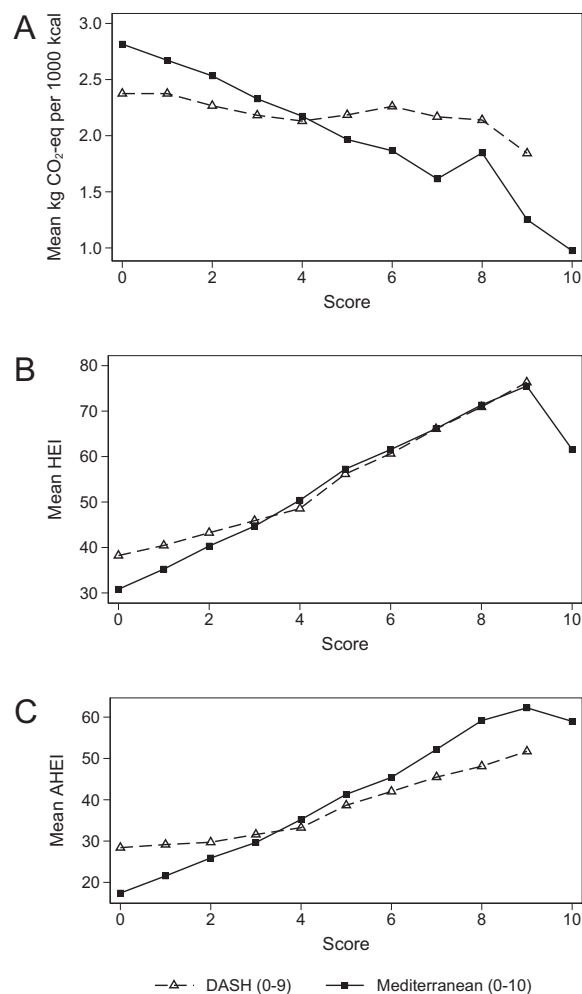 A
Mean kg CO₂-eq per 1000 kcal
3.0
2.5
2.0
1.5
1.0
0 2 4 6 8 10
Score
B
Mean HEI
80
70
60
50
40
30
0 2 4 6 8 10
Score
C
Mean AHEI
60
50
40
30
20
0 2 4 6 8 10
Score
DASH (0-9) Mediterranean (0-10)